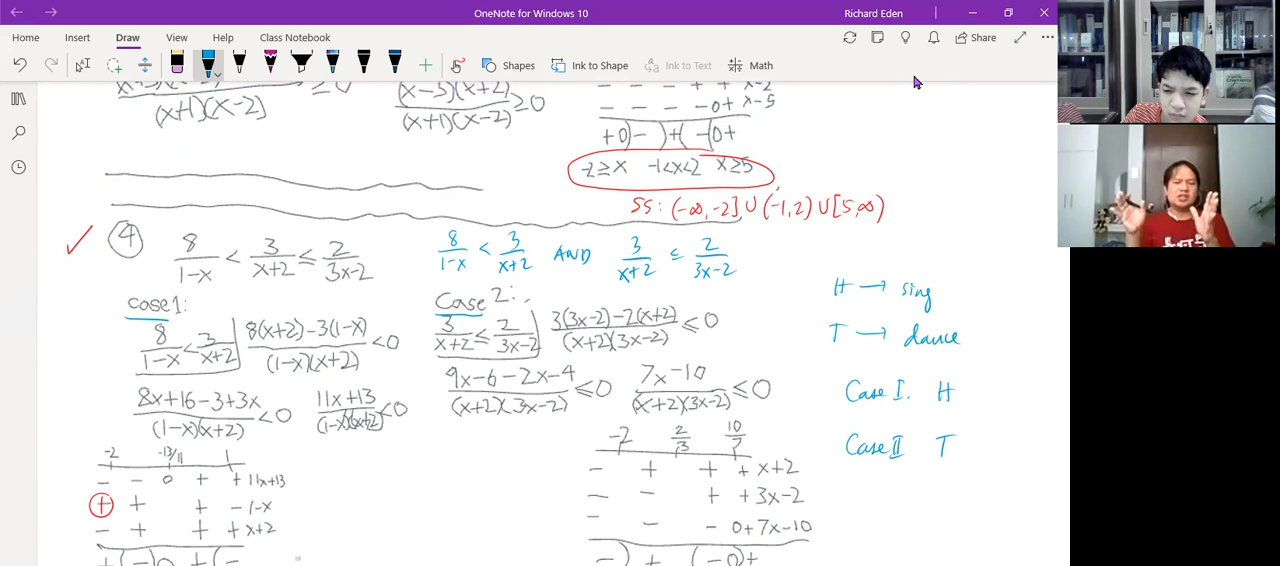 OneNote for Windows 10
Richard Eden
Home Insert Draw View Help Class Notebook
Share
Shapes Ink to Shape Ink to Text Math
(x+1)(x-2) ≥0
(x-5)(x+2)/(x+1)(x-2) ≥0
- - - + + x-2
- - - - 0+ x-5
+0)- )+(-(0+
-2≥x -1<x<2 x≥5
SS: (-∞,-2] ∪ (-1,2) ∪ [5,∞)
④ 8/(1-x) < 3/(x+2) ≤ 2/(3x-2)
8/(1-x) < 3/(x+2) AND 3/(x+2) ≤ 2/(3x-2)
Case1:
8/(1-x) < 3/(x+2)
(8(x+2)-3(1-x))/((1-x)(x+2)) <0
(8x+16-3+3x)/((1-x)(x+2)) <0
(11x+13)/((1-x)(x+2)) <0
-2 -13/11 1
- - 0 + + 11x+13
+ + + - 1-x
- + + + x+2
+(-)0 +(-
Case 2:
3/(x+2) ≤ 2/(3x-2)
(3(3x-2)-2(x+2))/((x+2)(3x-2)) ≤0
(9x-6-2x-4)/((x+2)(3x-2)) ≤0
(7x-10)/((x+2)(3x-2)) ≤0
-2 2/3 10/7
- + + + x+2
- - + + 3x-2
- - - 0+ 7x-10
-) + (-0)+
H → sing
T → dance
Case I. H
Case II T